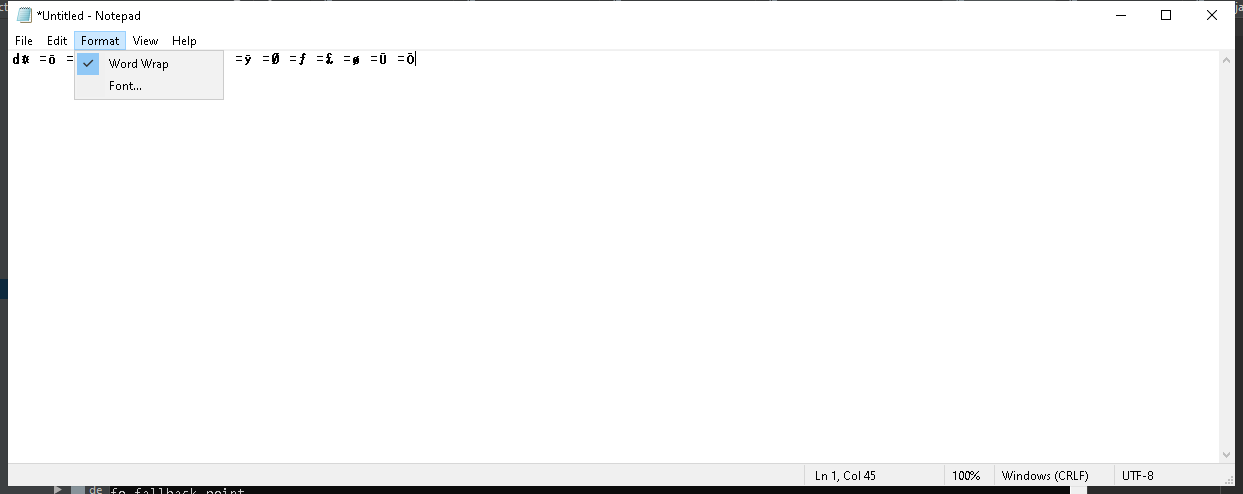 *Untitled - Notepad
File Edit Format View Help
d¤ =ō = =ÿ =Ø =ƒ =£ =ø =Ū =Ō
Word Wrap
Font...
Ln 1, Col 45 100% Windows (CRLF) UTF-8
de fo fallback point